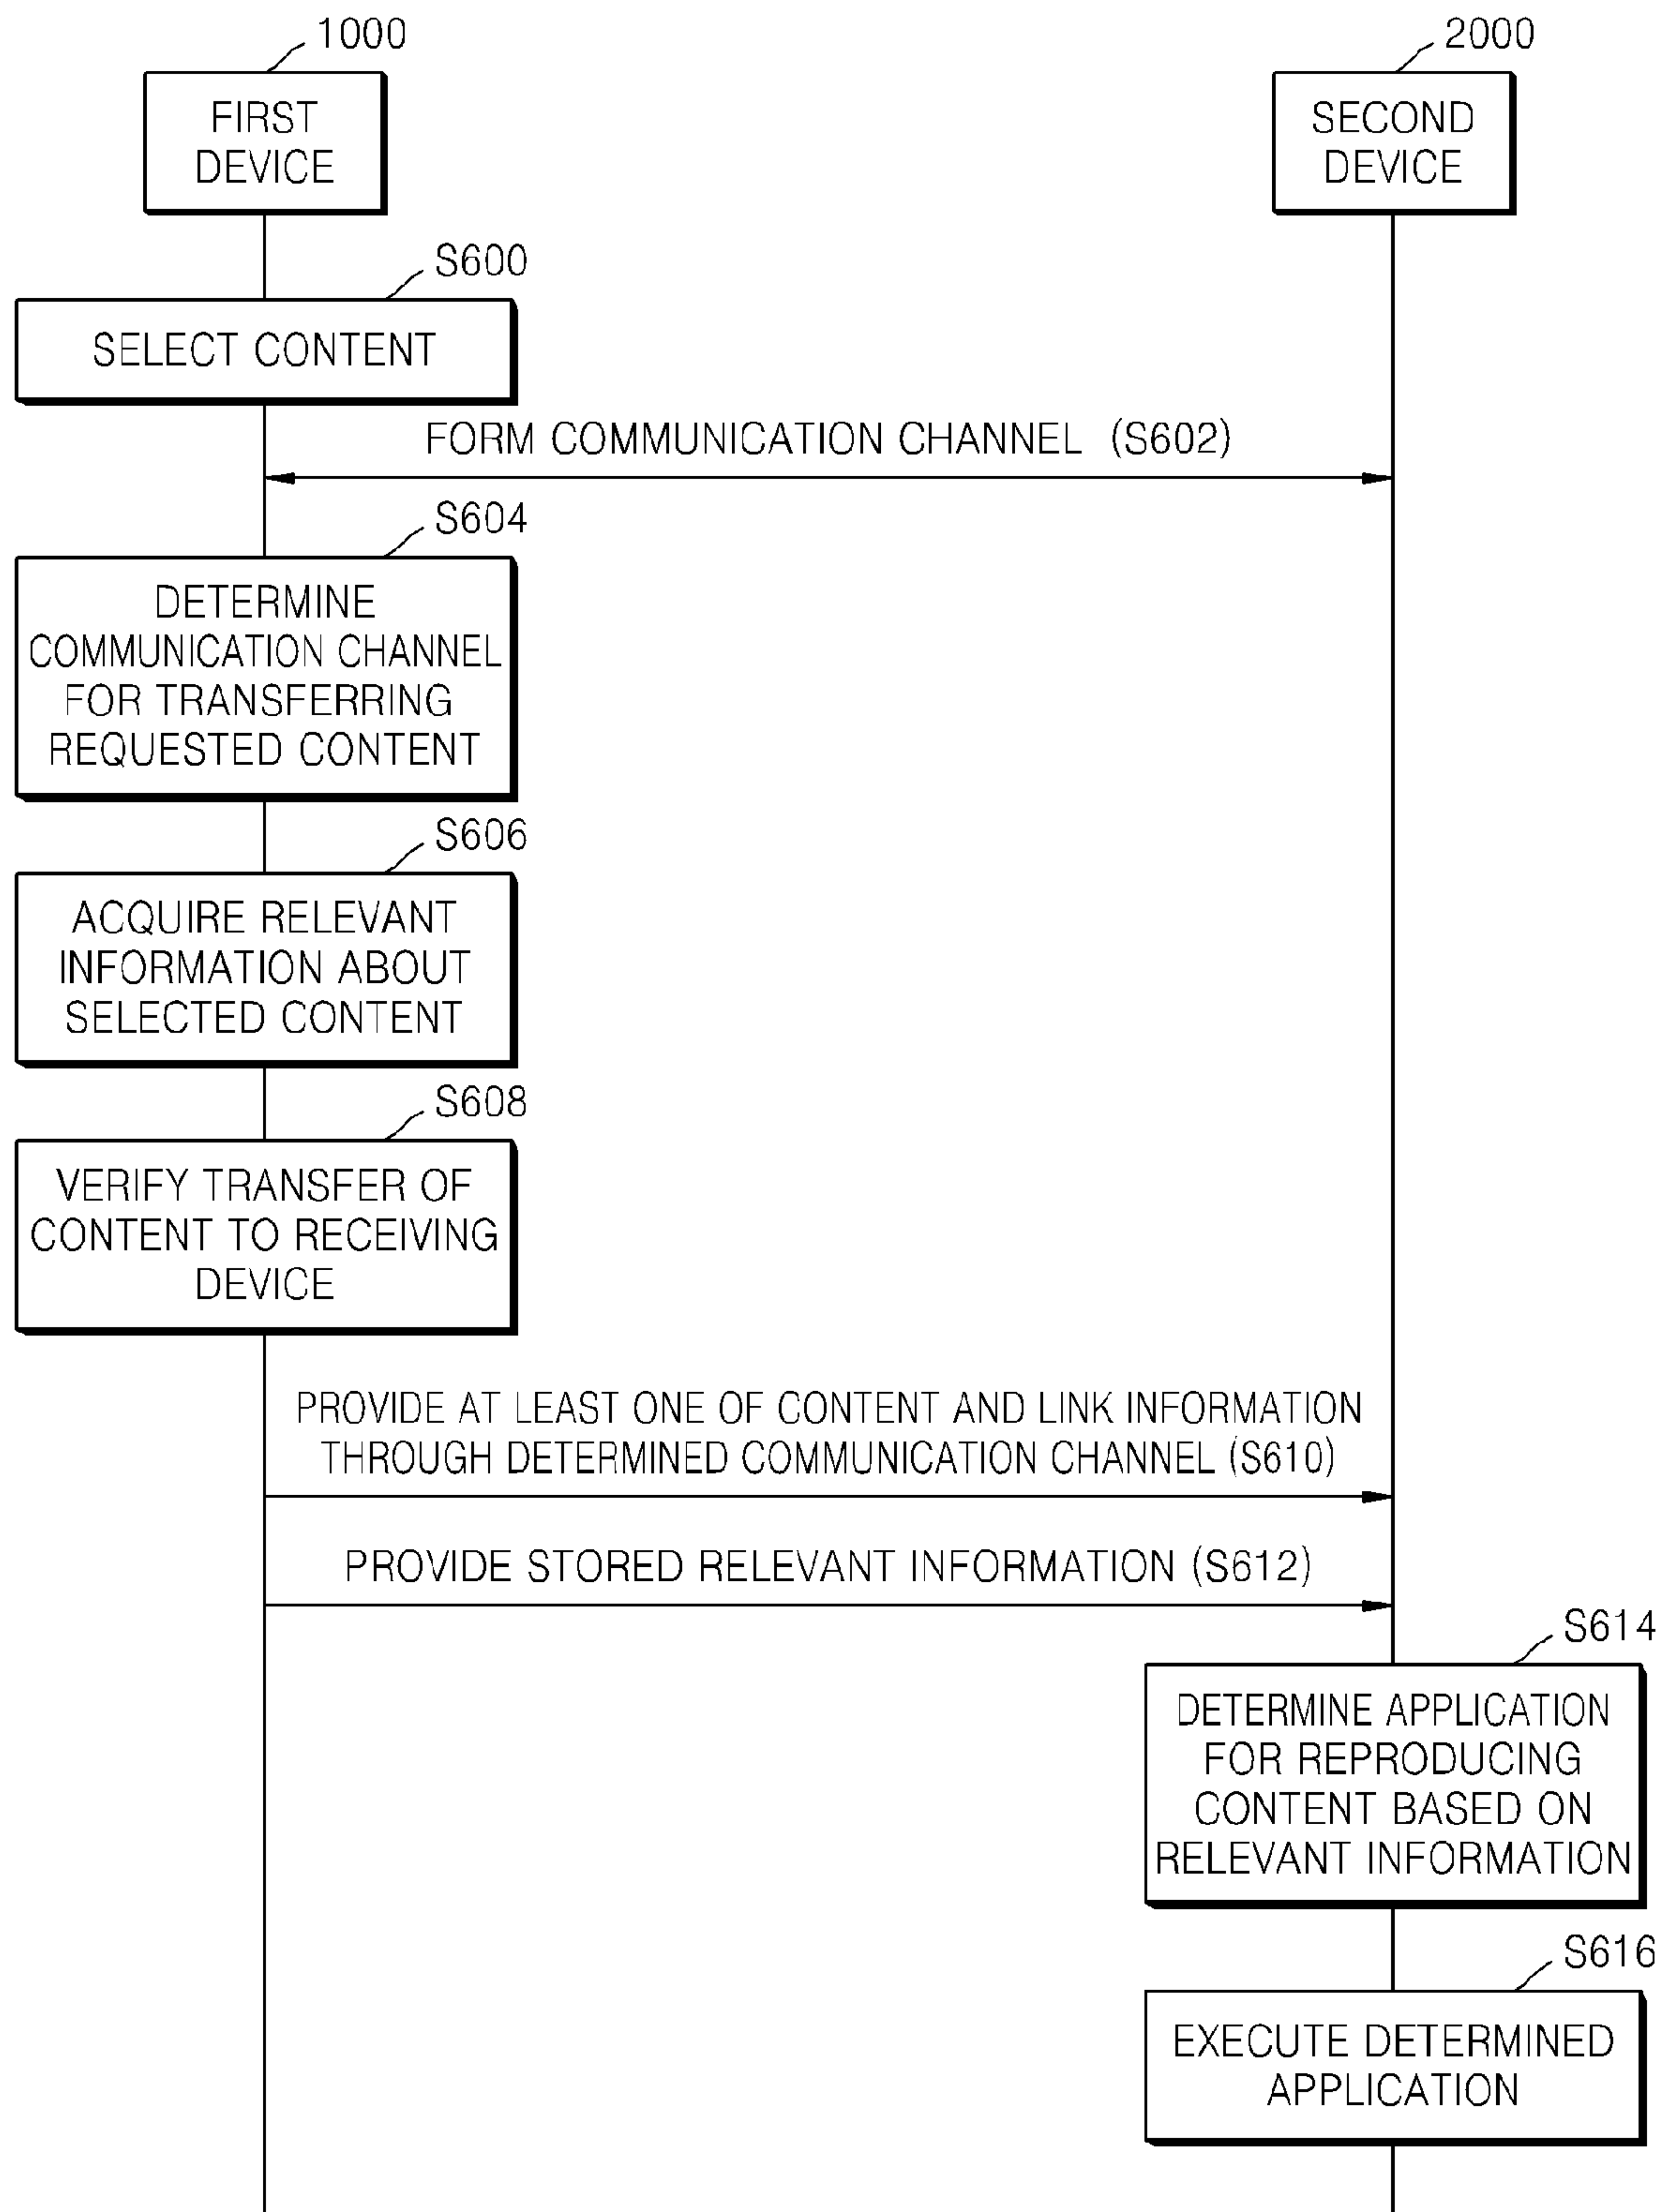 1000
FIRST
DEVICE
2000
SECOND
DEVICE
S600
SELECT CONTENT
FORM COMMUNICATION CHANNEL (S602)
S604
DETERMINE
COMMUNICATION CHANNEL
FOR TRANSFERRING
REQUESTED CONTENT
S606
ACQUIRE RELEVANT
INFORMATION ABOUT
SELECTED CONTENT
S608
VERIFY TRANSFER OF
CONTENT TO RECEIVING
DEVICE
PROVIDE AT LEAST ONE OF CONTENT AND LINK INFORMATION
THROUGH DETERMINED COMMUNICATION CHANNEL (S610)
PROVIDE STORED RELEVANT INFORMATION (S612)
S614
DETERMINE APPLICATION
FOR REPRODUCING
CONTENT BASED ON
RELEVANT INFORMATION
S616
EXECUTE DETERMINED
APPLICATION